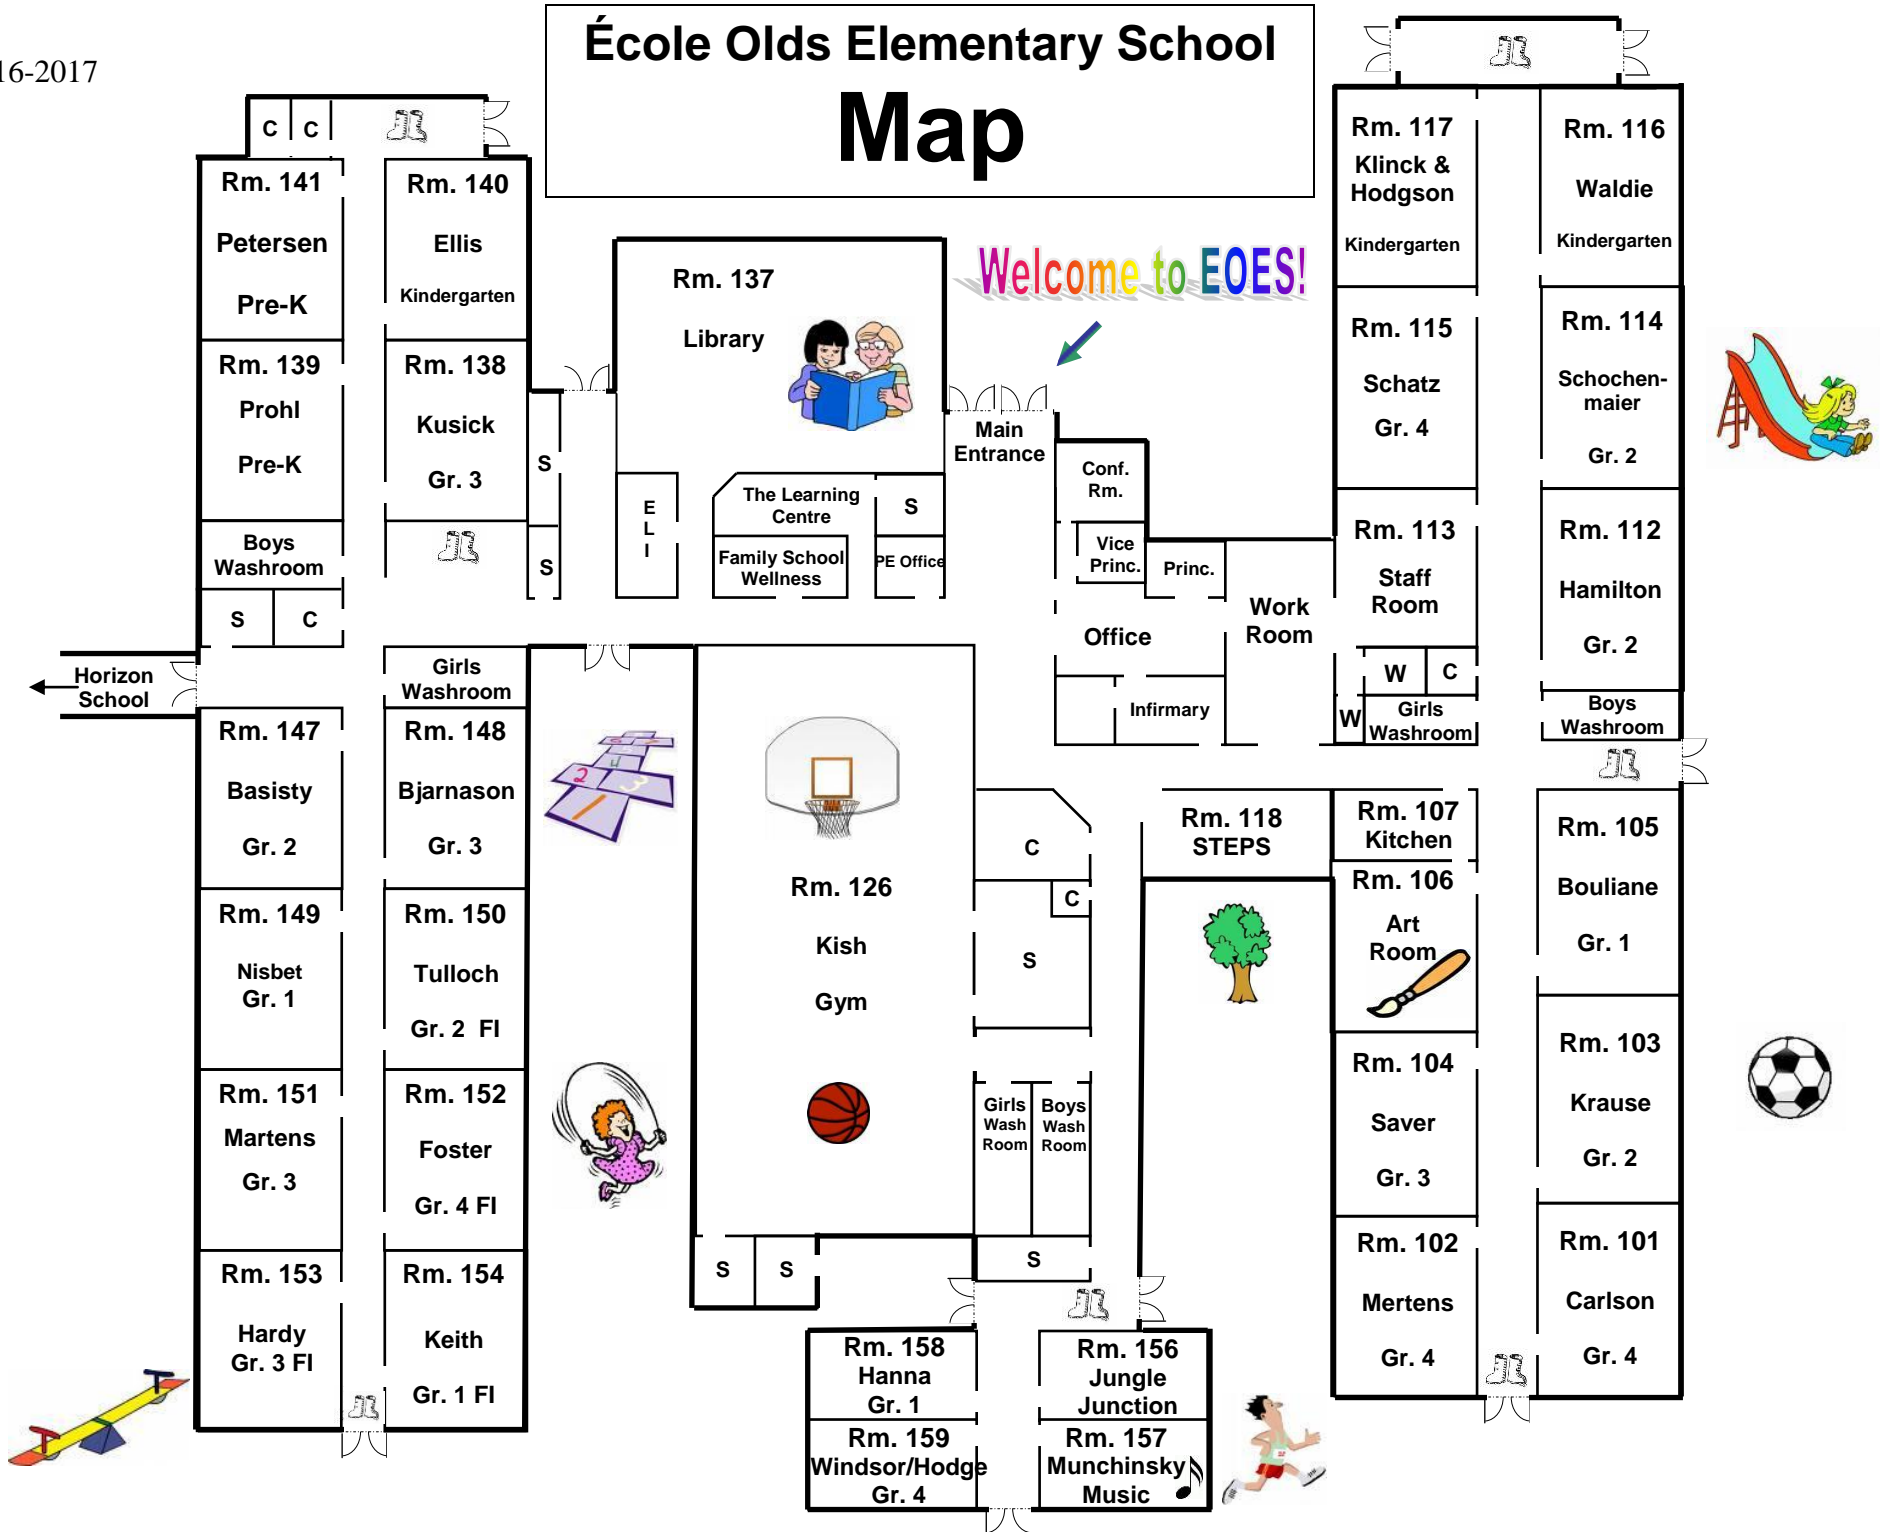 École Olds Elementary School
Map
16-2017
Welcome to EOES!
C
C
Rm. 141
Petersen
Pre-K
Rm. 140
Ellis
Kindergarten
Rm. 139
Prohl
Pre-K
Rm. 138
Kusick
Gr. 3
Boys
Washroom
S
C
S
S
Horizon
School
Girls
Washroom
Rm. 147
Basisty
Gr. 2
Rm. 148
Bjarnason
Gr. 3
Rm. 149
Nisbet
Gr. 1
Rm. 150
Tulloch
Gr. 2 FI
Rm. 151
Martens
Gr. 3
Rm. 152
Foster
Gr. 4 FI
Rm. 153
Hardy
Gr. 3 FI
Rm. 154
Keith
Gr. 1 FI
Rm. 137
Library
E
L
I
The Learning
Centre
Family School
Wellness
S
PE Office
Main
Entrance
Conf.
Rm.
Vice
Princ.
Princ.
Office
Infirmary
Work
Room
Rm. 126
Kish
Gym
C
C
S
Girls
Wash
Room
Boys
Wash
Room
S
S
S
Rm. 158
Hanna
Gr. 1
Rm. 156
Jungle
Junction
Rm. 159
Windsor/Hodge
Gr. 4
Rm. 157
Munchinsky
Music
Rm. 117
Klinck &
Hodgson
Kindergarten
Rm. 116
Waldie
Kindergarten
Rm. 115
Schatz
Gr. 4
Rm. 114
Schochen-
maier
Gr. 2
Rm. 113
Staff
Room
Rm. 112
Hamilton
Gr. 2
W
C
W
Girls
Washroom
Boys
Washroom
Rm. 118
STEPS
Rm. 107
Kitchen
Rm. 106
Art
Room
Rm. 105
Bouliane
Gr. 1
Rm. 104
Saver
Gr. 3
Rm. 103
Krause
Gr. 2
Rm. 102
Mertens
Gr. 4
Rm. 101
Carlson
Gr. 4
2
4
3
1